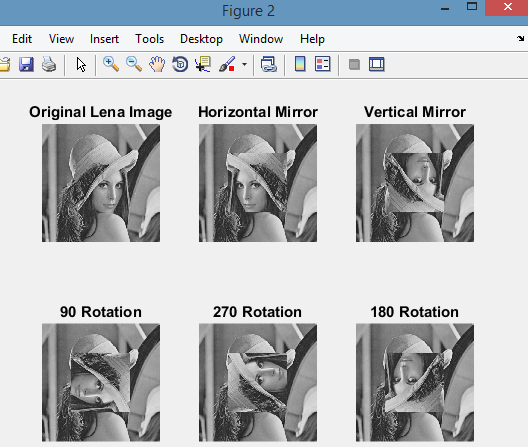 Figure 2
Edit View Insert Tools Desktop Window Help
Original Lena Image Horizontal Mirror Vertical Mirror
90 Rotation 270 Rotation 180 Rotation